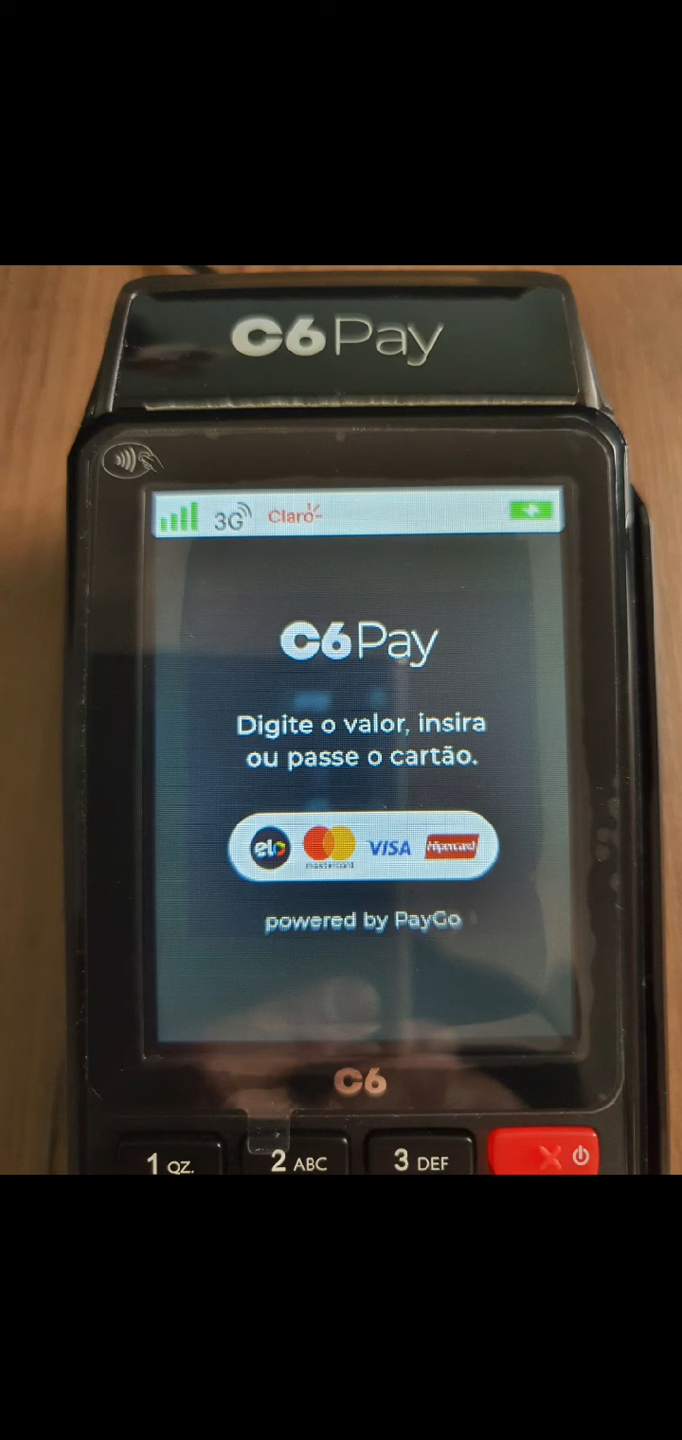 C6 Pay
3G Claro
C6 Pay
Digite o valor, insira
ou passe o cartão.
elo mastercard VISA Hipercard
powered by PayGo
C6
1 QZ. 2 ABC 3 DEF